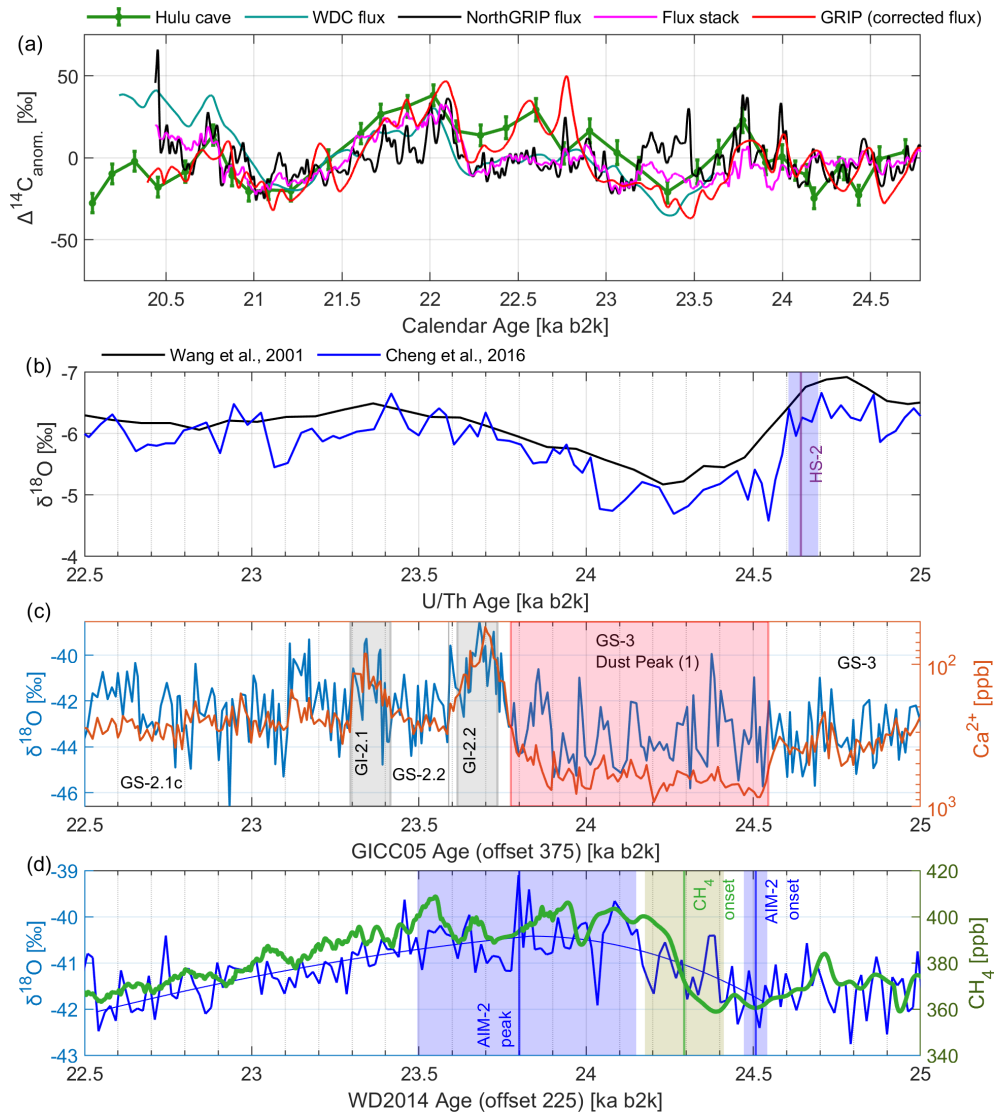 Hulu cave WDC flux NorthGRIP flux Flux stack GRIP (corrected flux)
(a)
Δ¹⁴C anom. [‰]
50
0
-50
20.5 21 21.5 22 22.5 23 23.5 24 24.5
Calendar Age [ka b2k]
Wang et al., 2001 Cheng et al., 2016
(b)
δ¹⁸O [‰]
-7
-6
-5
-4
HS-2
22.5 23 23.5 24 24.5 25
U/Th Age [ka b2k]
(c)
δ¹⁸O [‰]
-40
-42
-44
-46
GS-2.1c
GI-2.1
GS-2.2
GI-2.2
GS-3
Dust Peak (1)
GS-3
10²
10³
Ca²⁺ [ppb]
22.5 23 23.5 24 24.5 25
GICC05 Age (offset 375) [ka b2k]
(d)
δ¹⁸O [‰]
-39
-40
-41
-42
-43
AIM-2
peak
CH₄
onset
AIM-2
onset
420
400
380
360
340
CH₄ [ppb]
22.5 23 23.5 24 24.5 25
WD2014 Age (offset 225) [ka b2k]